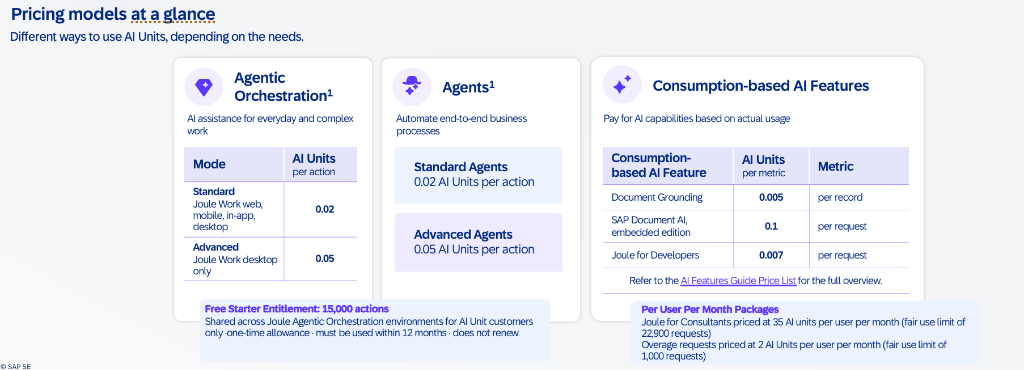 Pricing models at a glance
Different ways to use AI Units, depending on the needs.
Agentic
Orchestration¹
AI assistance for everyday and complex
work
Mode
AI Units
per action
Standard
Joule Work web,
mobile, in-app,
desktop
0.02
Advanced
Joule Work desktop
only
0.05
Agents¹
Automate end-to-end business
processes
Standard Agents
0.02 AI Units per action
Advanced Agents
0.05 AI Units per action
Free Starter Entitlement: 15,000 actions
Shared across Joule Agentic Orchestration environments for AI Unit customers
only ·one-time allowance · must be used within 12 months · does not renew
Consumption-based AI Features
Pay for AI capabilities based on actual usage
Consumption-
based AI Feature
AI Units
per metric
Metric
Document Grounding
0.005
per record
SAP Document AI,
embedded edition
0.1
per request
Joule for Developers
0.007
per request
Refer to the AI Features Guide Price List for the full overview.
Per User Per Month Packages
Joule for Consultants priced at 35 AI units per user per month (fair use limit of
22,900 requests)
Overage requests priced at 2 AI Units per user per month (fair use limit of
1,000 requests)
© SAP SE